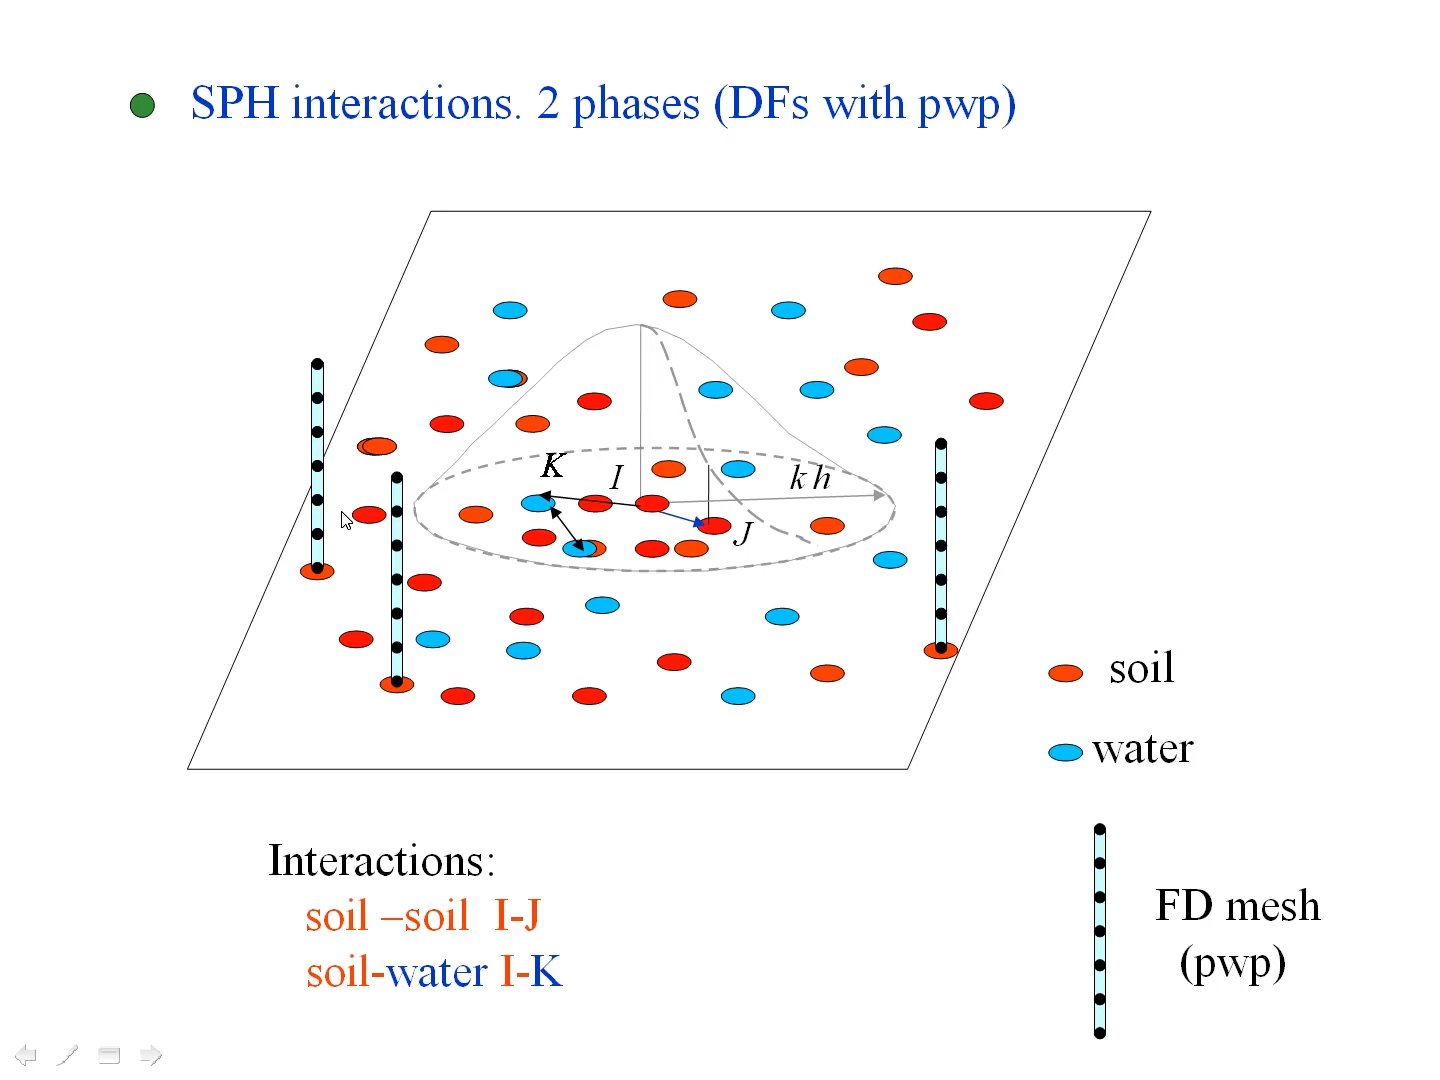 SPH interactions. 2 phases (DFs with pwp)
K
I
k h
J
soil
water
Interactions:
soil –soil I-J
soil-water I-K
FD mesh
(pwp)